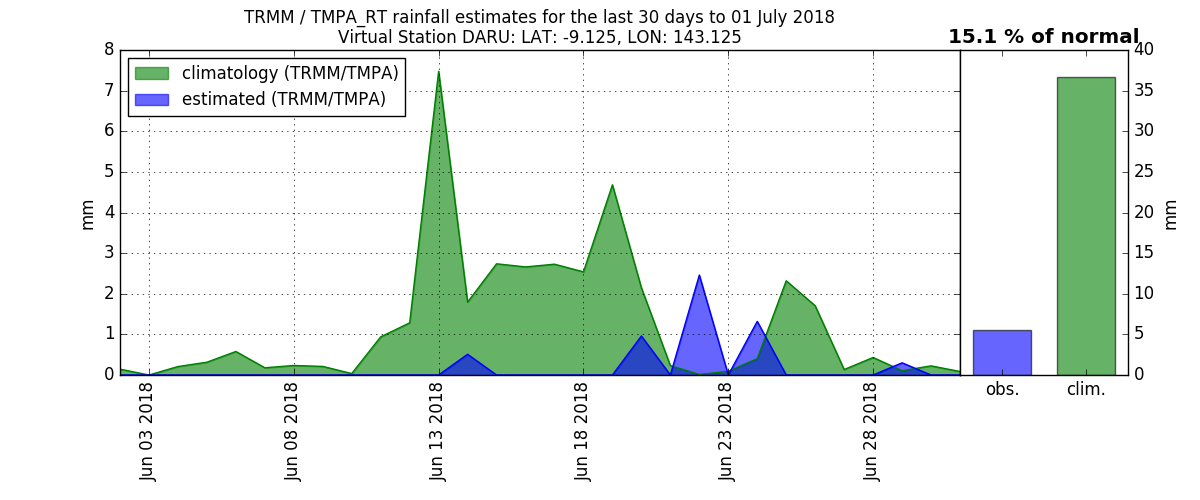 TRMM / TMPA_RT rainfall estimates for the last 30 days to 01 July 2018
Virtual Station DARU: LAT: -9.125, LON: 143.125
15.1 % of normal
climatology (TRMM/TMPA)
estimated (TRMM/TMPA)
8
7
6
5
4
3
2
1
0
mm
Jun 03 2018
Jun 08 2018
Jun 13 2018
Jun 18 2018
Jun 23 2018
Jun 28 2018
40
35
30
25
20
15
10
5
0
mm
obs.
clim.